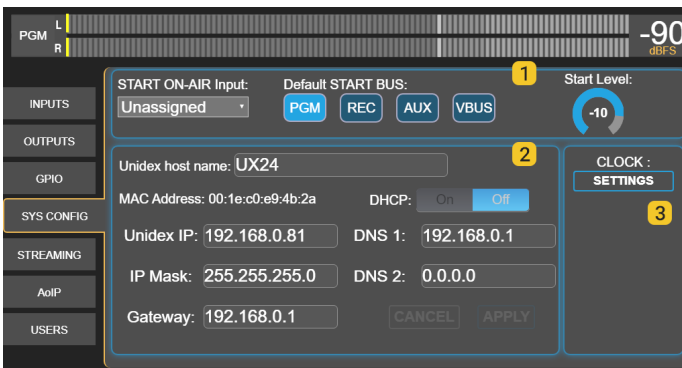 PGM
L
R
-90
dBFS
INPUTS
OUTPUTS
GPIO
SYS CONFIG
STREAMING
AoIP
USERS
1
START ON-AIR Input:
Unassigned
Default START BUS:
PGM
REC
AUX
VBUS
Start Level:
-10
2
Unidex host name: UX24
MAC Address: 00:1e:c0:e9:4b:2a
DHCP: On Off
Unidex IP: 192.168.0.81
DNS 1: 192.168.0.1
IP Mask: 255.255.255.0
DNS 2: 0.0.0.0
Gateway: 192.168.0.1
CANCEL
APPLY
CLOCK :
SETTINGS
3